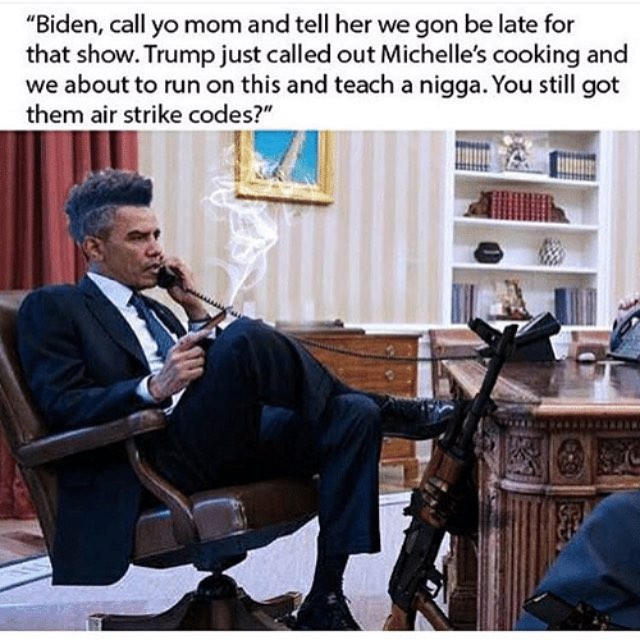 "Biden, call yo mom and tell her we gon be late for
that show. Trump just called out Michelle's cooking and
we about to run on this and teach a nigga. You still got
them air strike codes?"